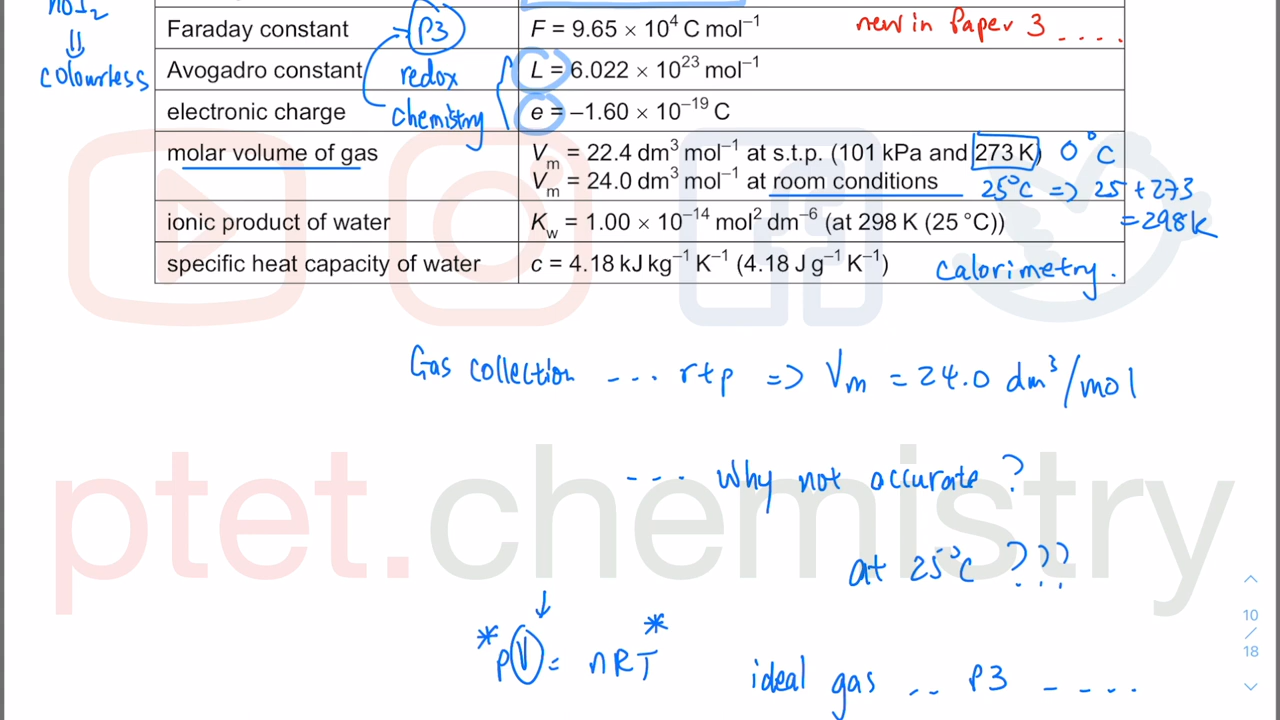 no₃I₂
⇓
colourless
Faraday constant F = 9.65 × 10⁴ C mol⁻¹
P3
new in Paper 3 ....
Avogadro constant L = 6.022 × 10²³ mol⁻¹
redox
electronic charge e = −1.60 × 10⁻¹⁹ C
chemistry
molar volume of gas Vₘ = 22.4 dm³ mol⁻¹ at s.t.p. (101 kPa and 273 K) 0°C
Vₘ = 24.0 dm³ mol⁻¹ at room conditions 25°C => 25 + 273
= 298K
ionic product of water K_w = 1.00 × 10⁻¹⁴ mol² dm⁻⁶ (at 298 K (25 °C))
specific heat capacity of water c = 4.18 kJ kg⁻¹ K⁻¹ (4.18 J g⁻¹ K⁻¹) Calorimetry.
Gas collection ... rtp => Vₘ = 24.0 dm³/mol
... Why not accurate?
ptet.chemistry
at 25°C ???
↓
* pV = nRT *
ideal gas .. P3 ....
10
/
18